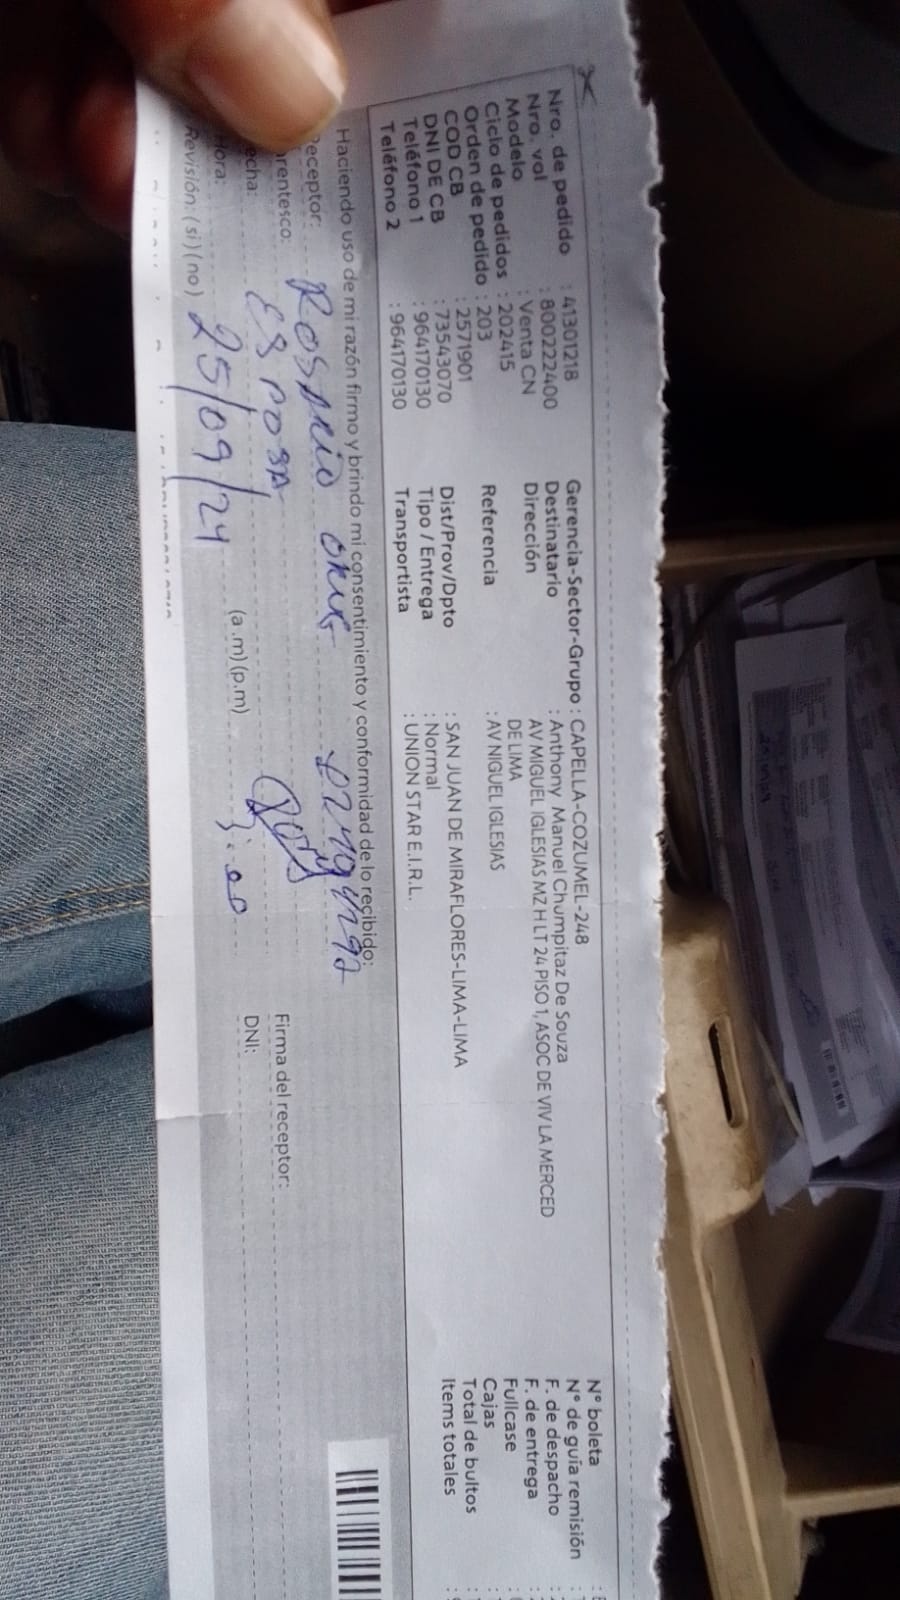 Nro. de pedido : 41301218
Nro. vol : 800222400
Modelo : Venta CN
Ciclo de pedidos : 202415
Orden de pedido : 203
COD CB : 2571901
DNI DE CB : 73543070
Teléfono 1 : 964170130
Teléfono 2 : 964170130
Gerencia-Sector-Grupo : CAPELLA-COZUMEL-248
Destinatario : Anthony Manuel Chumpitaz De Souza
Dirección AV MIGUEL IGLESIAS MZ H LT 24 PISO 1, ASOC DE VIV LA MERCED
DE LIMA
Referencia : AV NIGUEL IGLESIAS
Dist/Prov/Dpto : SAN JUAN DE MIRAFLORES-LIMA-LIMA
Tipo / Entrega : Normal
Transportista : UNION STAR E.I.R.L.
N° boleta :
N° de guía remisión :
F. de despacho :
F. de entrega :
Fullcase :
Cajas :
Total de bultos :
Items totales :
Haciendo uso de mi razón firmo y brindo mi consentimiento y conformidad de lo recibido:
Receptor: Rosario
arentesco: esposa
echa: 25/09/24
Hora: (a.m)(p.m)
Revisión: (si)(no)
Firma del receptor:
DNI: